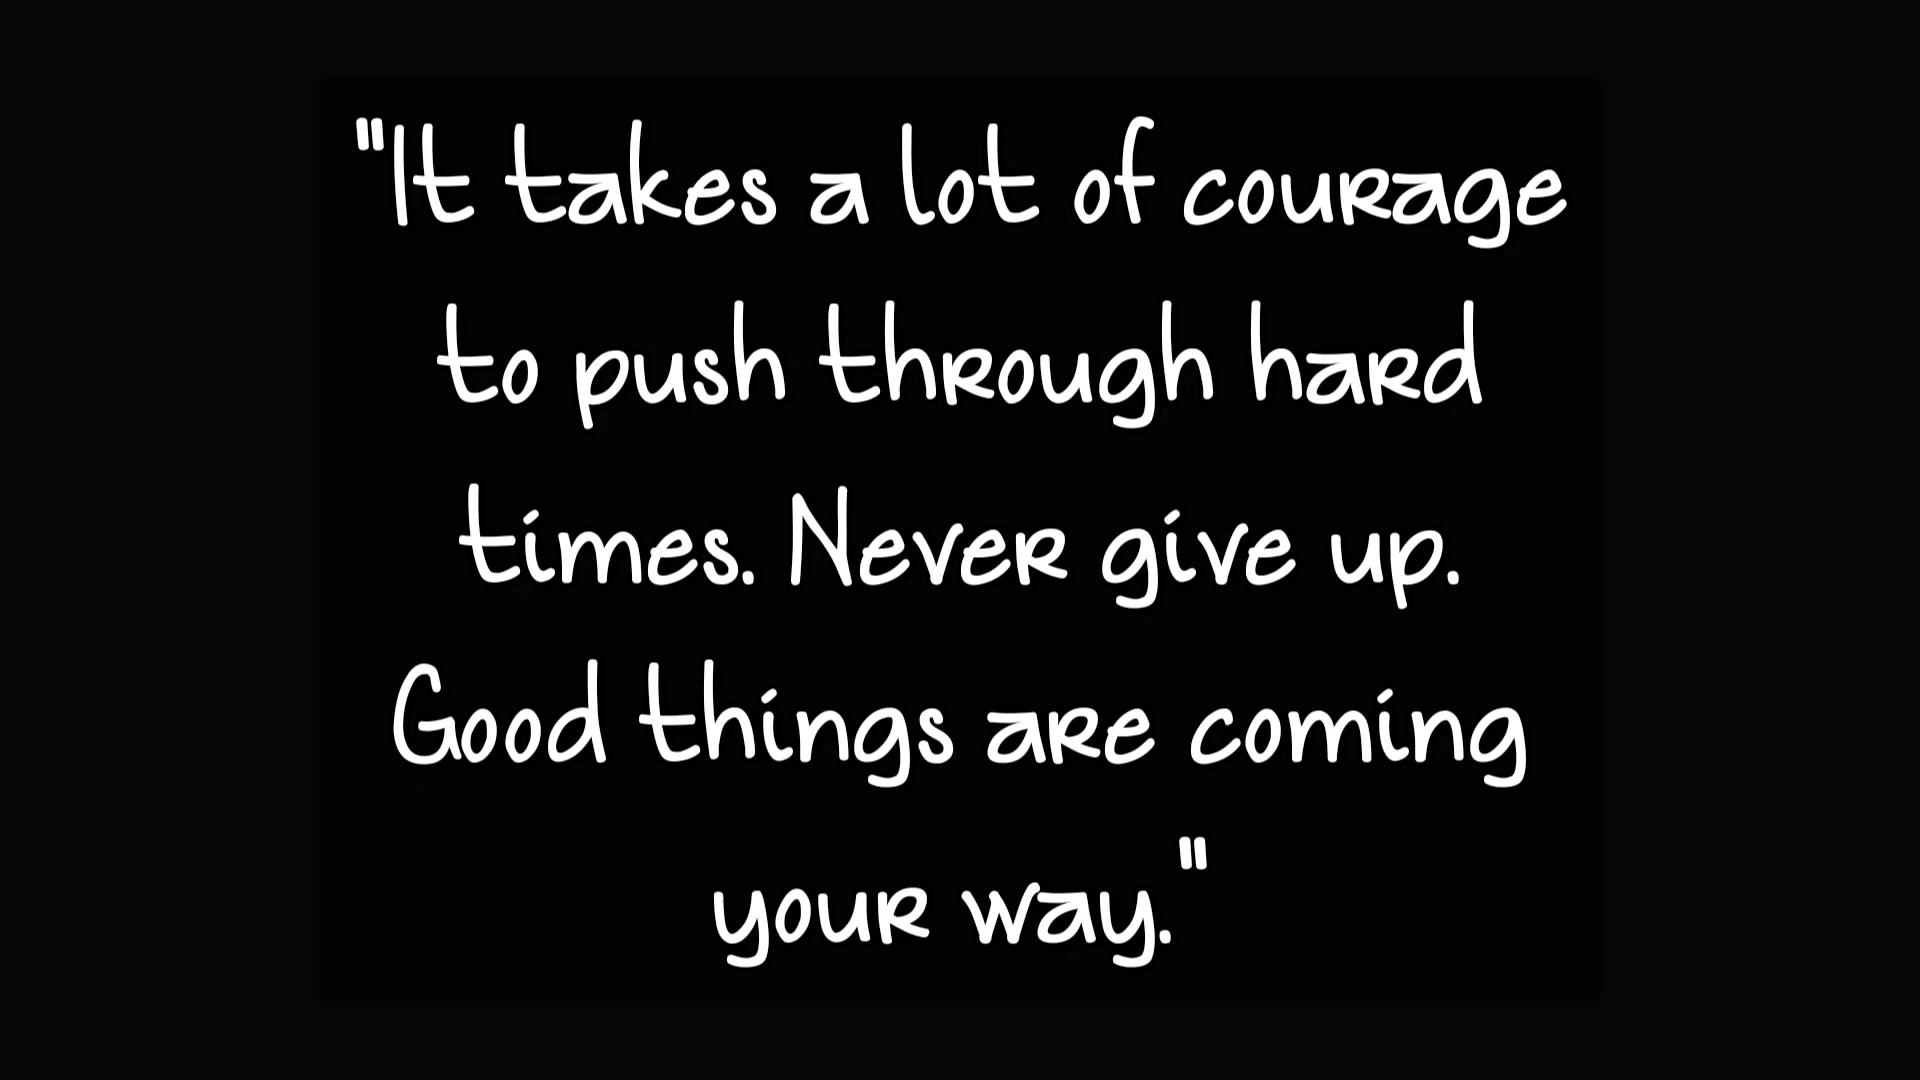 "It takes a lot of courage
to push through hard
times. Never give up.
Good things are coming
your way."